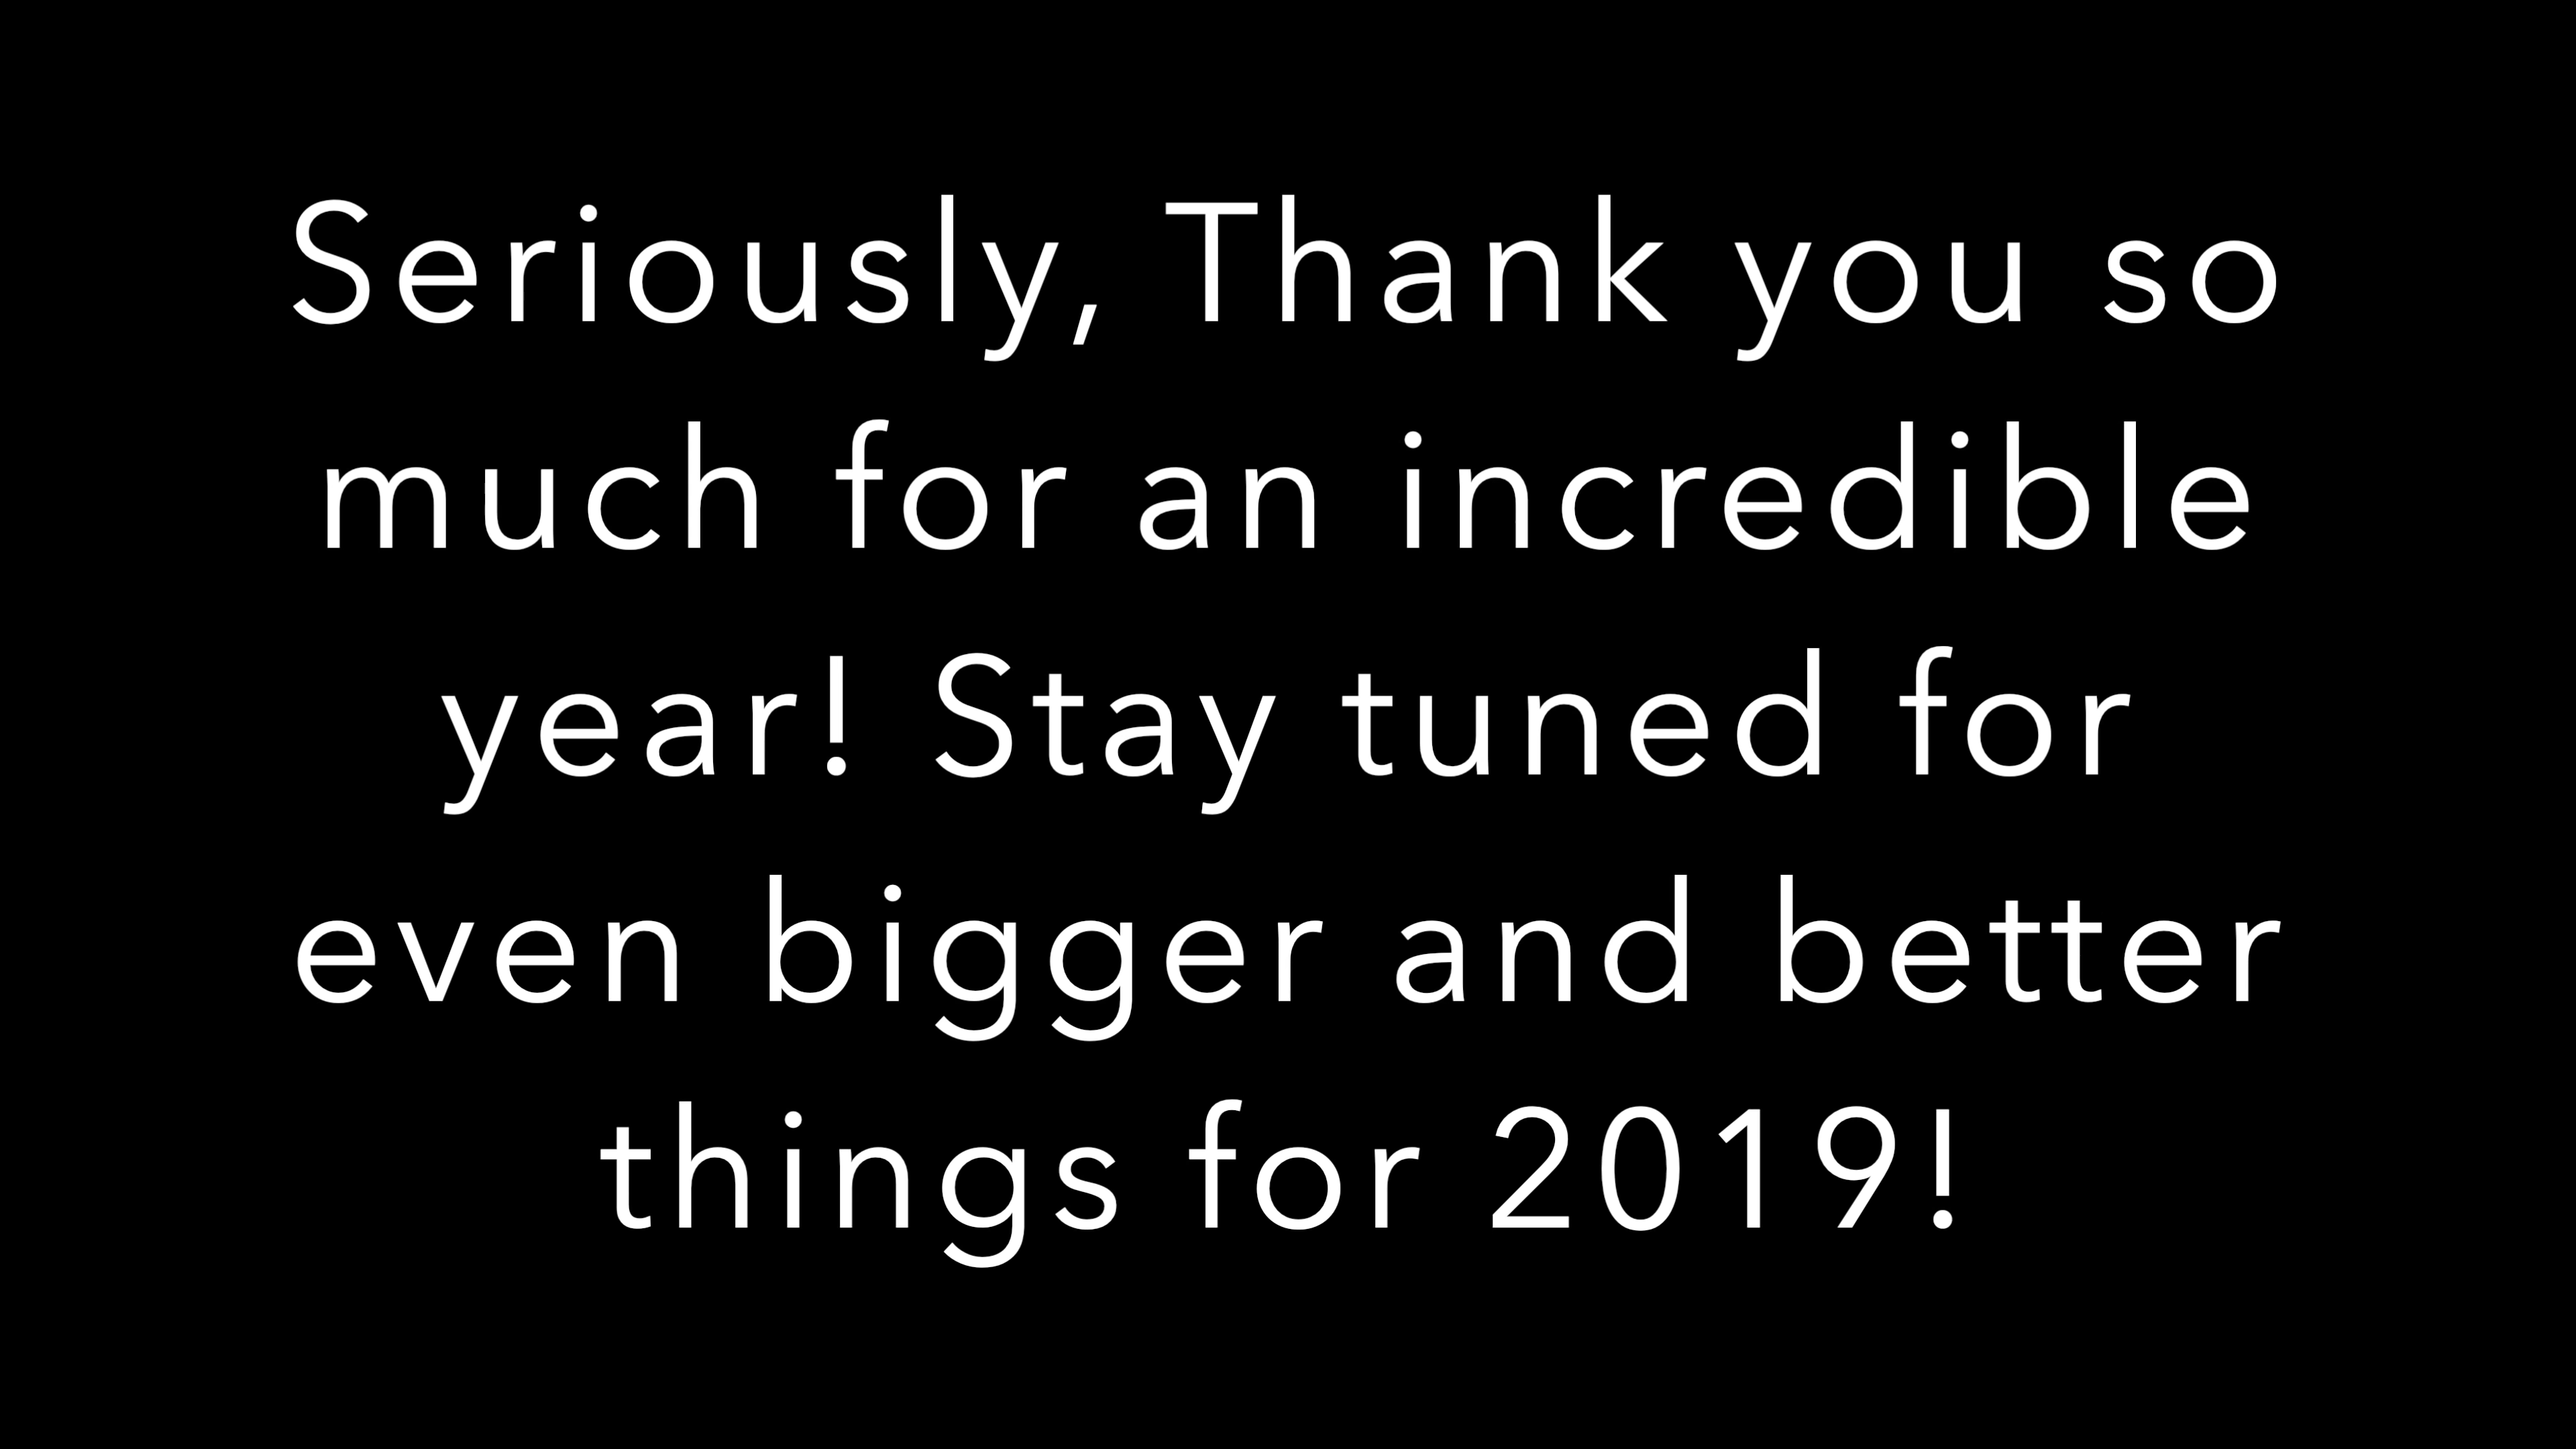 Seriously, Thank you so
much for an incredible
year! Stay tuned for
even bigger and better
things for 2019!